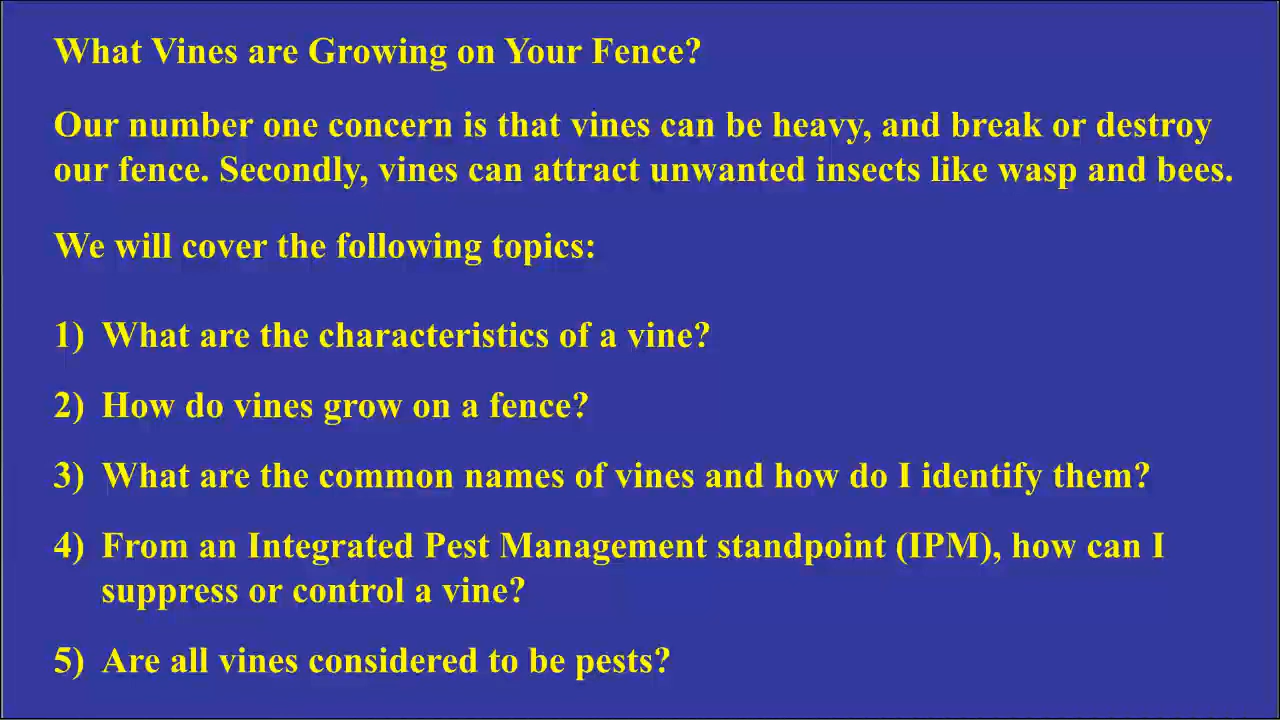 What Vines are Growing on Your Fence?
Our number one concern is that vines can be heavy, and break or destroy
our fence. Secondly, vines can attract unwanted insects like wasp and bees.
We will cover the following topics:
1) What are the characteristics of a vine?
2) How do vines grow on a fence?
3) What are the common names of vines and how do I identify them?
4) From an Integrated Pest Management standpoint (IPM), how can I
suppress or control a vine?
5) Are all vines considered to be pests?